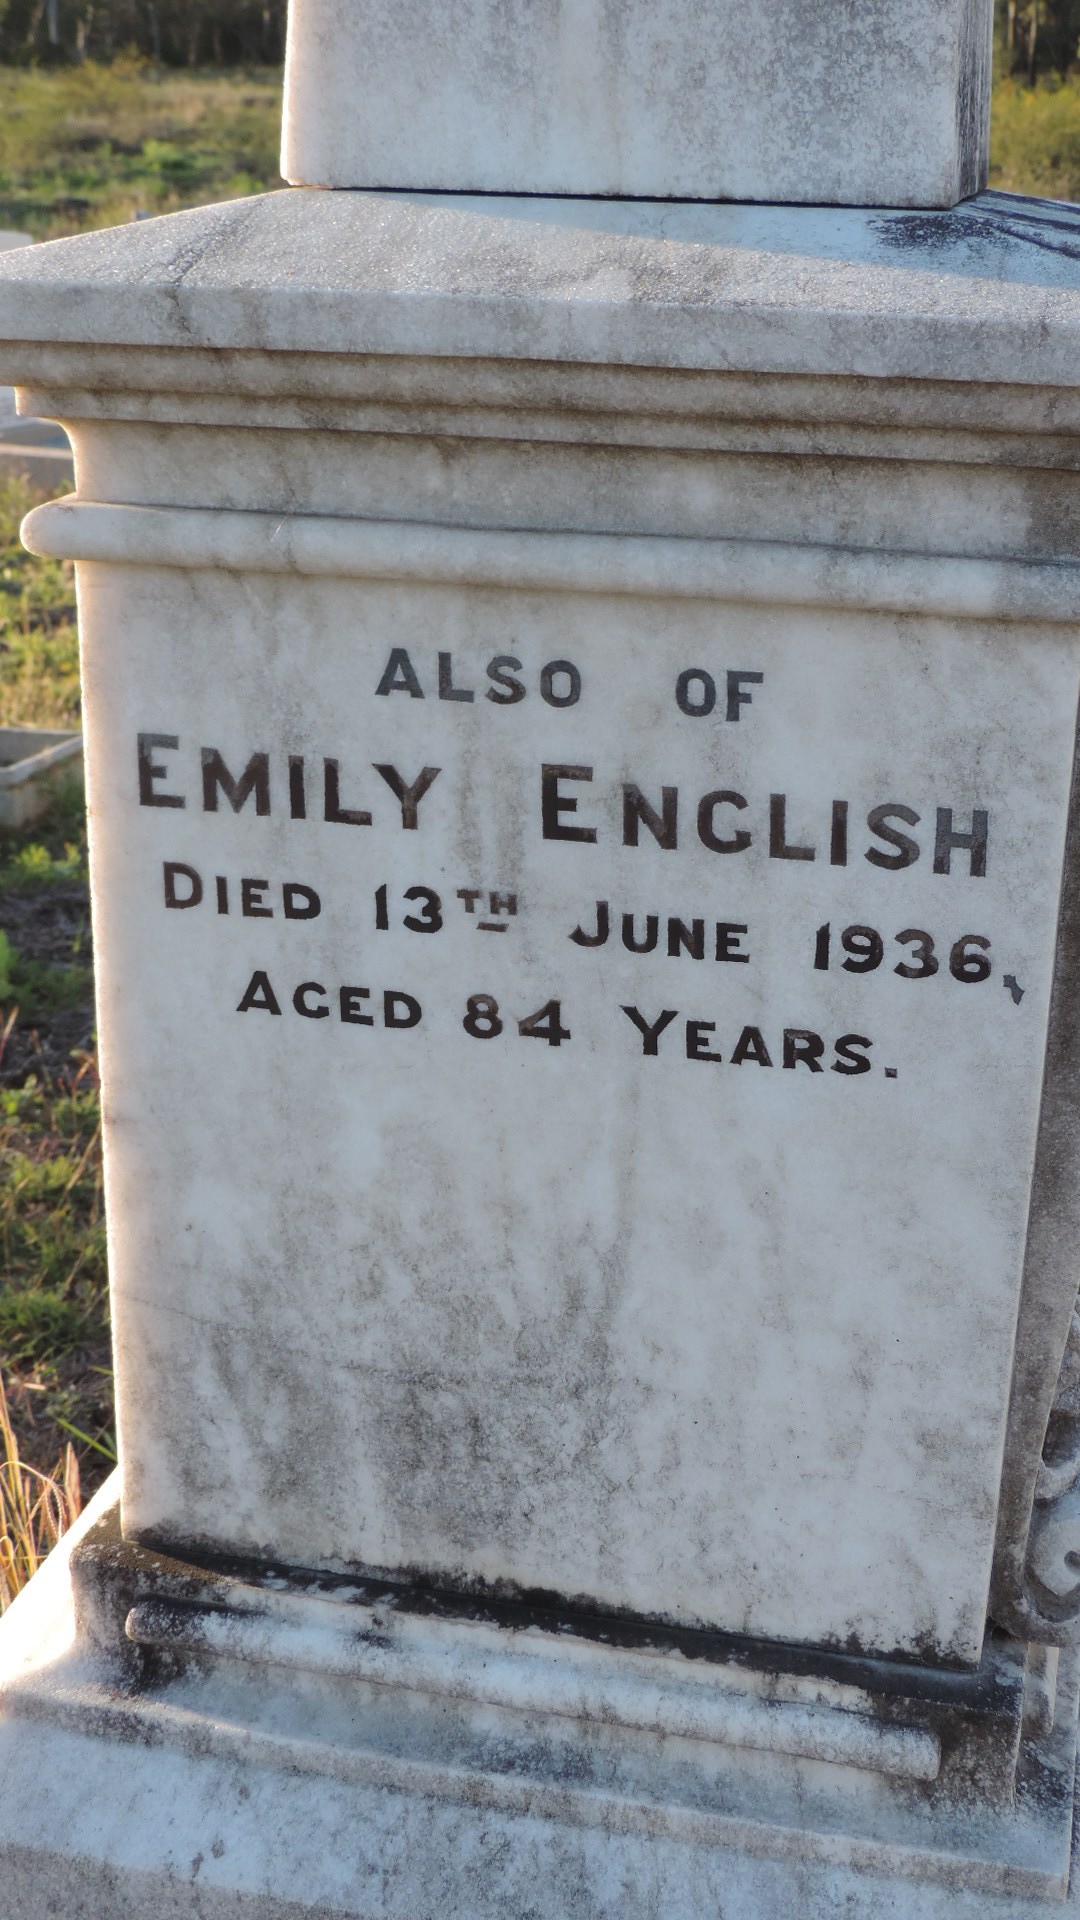 ALSO OF
EMILY ENGLISH
DIED 13TH JUNE 1936,
AGED 84 YEARS.